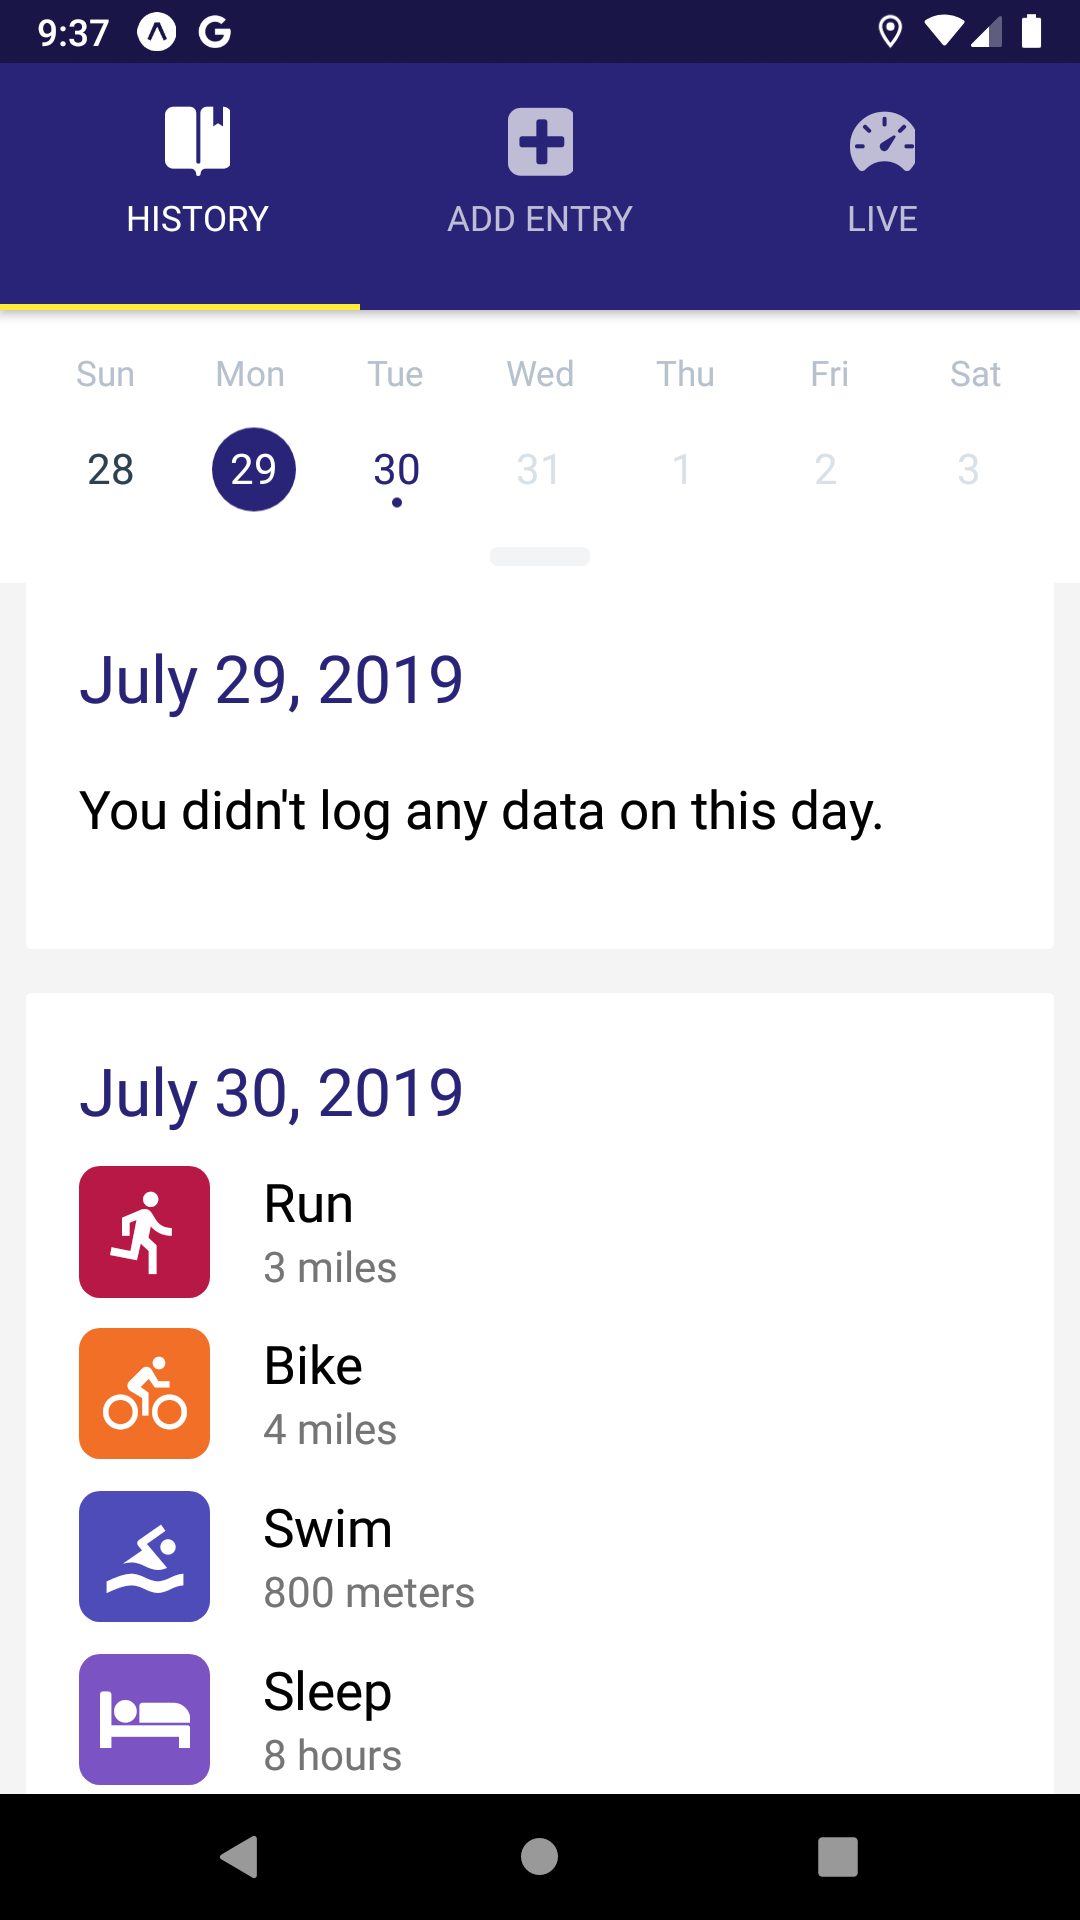 9:37
HISTORY ADD ENTRY LIVE
Sun Mon Tue Wed Thu Fri Sat
28 29 30 31 1 2 3
July 29, 2019
You didn't log any data on this day.
July 30, 2019
Run
3 miles
Bike
4 miles
Swim
800 meters
Sleep
8 hours